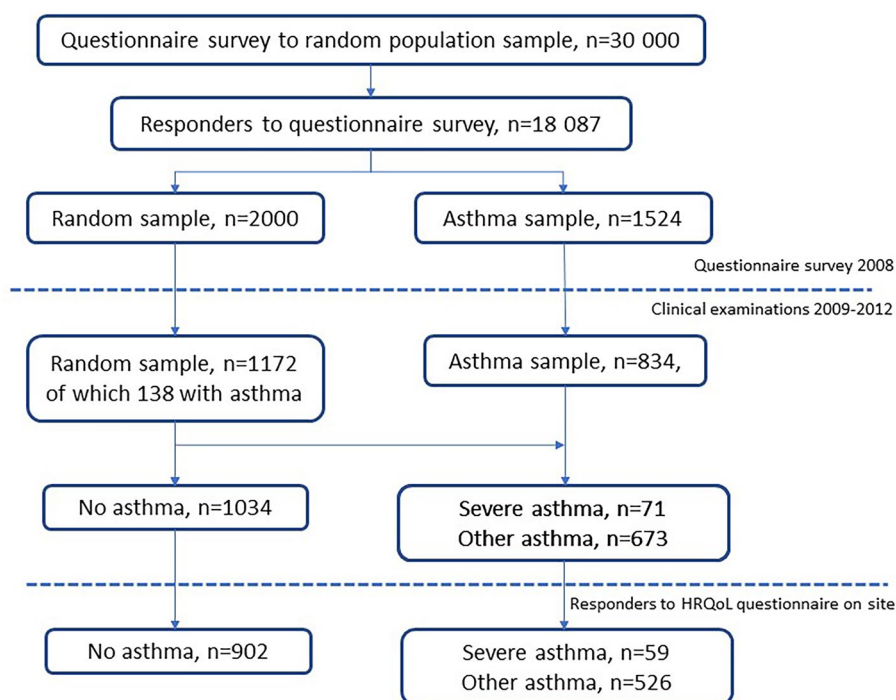 Questionnaire survey to random population sample, n=30 000
Responders to questionnaire survey, n=18 087
Random sample, n=2000
Asthma sample, n=1524
Questionnaire survey 2008
Clinical examinations 2009-2012
Random sample, n=1172
of which 138 with asthma
Asthma sample, n=834,
No asthma, n=1034
Severe asthma, n=71
Other asthma, n=673
Responders to HRQoL questionnaire on site
No asthma, n=902
Severe asthma, n=59
Other asthma, n=526